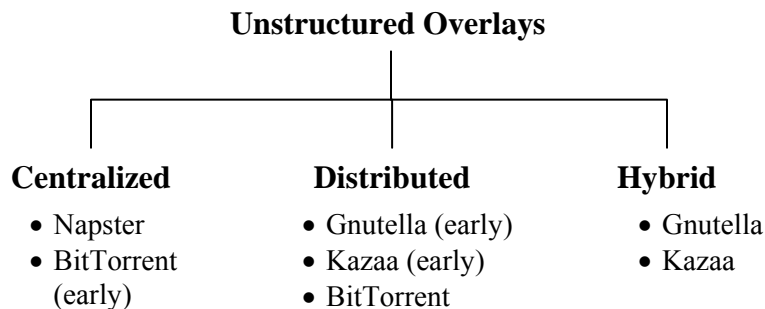 Unstructured Overlays
Centralized
• Napster
• BitTorrent
(early)
Distributed
• Gnutella (early)
• Kazaa (early)
• BitTorrent
Hybrid
• Gnutella
• Kazaa